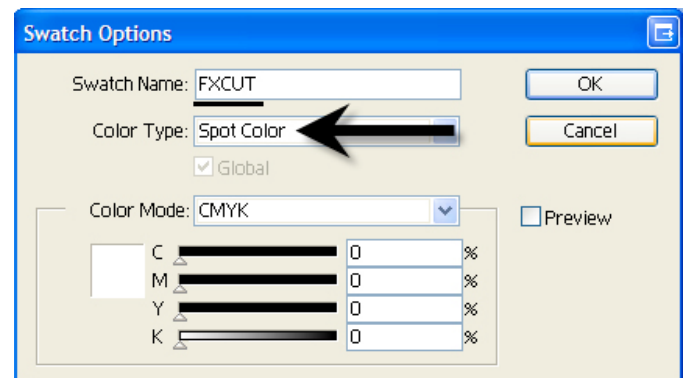 Swatch Options
Swatch Name: FXCUT OK
Color Type: Spot Color Cancel
Global
Color Mode: CMYK Preview
C 0 %
M 0 %
Y 0 %
K 0 %